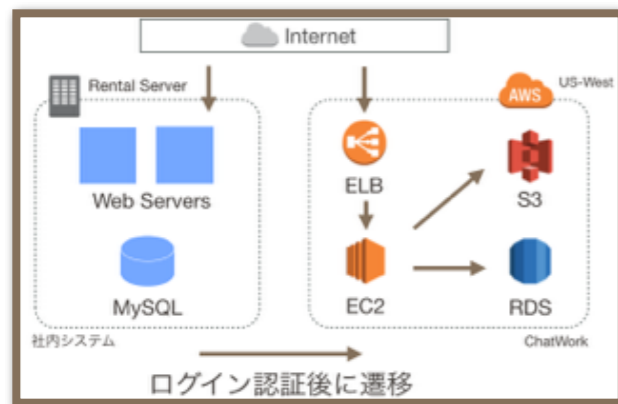 Internet
Rental Server
AWS
US-West
Web Servers
MySQL
社内システム
ELB
S3
EC2
RDS
ChatWork
ログイン認証後に遷移